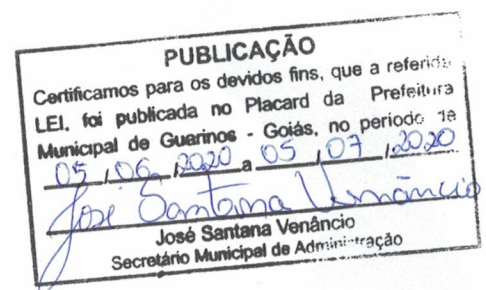 PUBLICAÇÃO
Certificamos para os devidos fins, que a referida
LEI, foi publicada no Placard da Prefeitura
Municipal de Guarinos - Goiás, no periodo de
05 / 06 / 2020 a 05 / 07 / 2020
José Santana Venâncio
José Santana Venâncio
Secretário Municipal de Administração